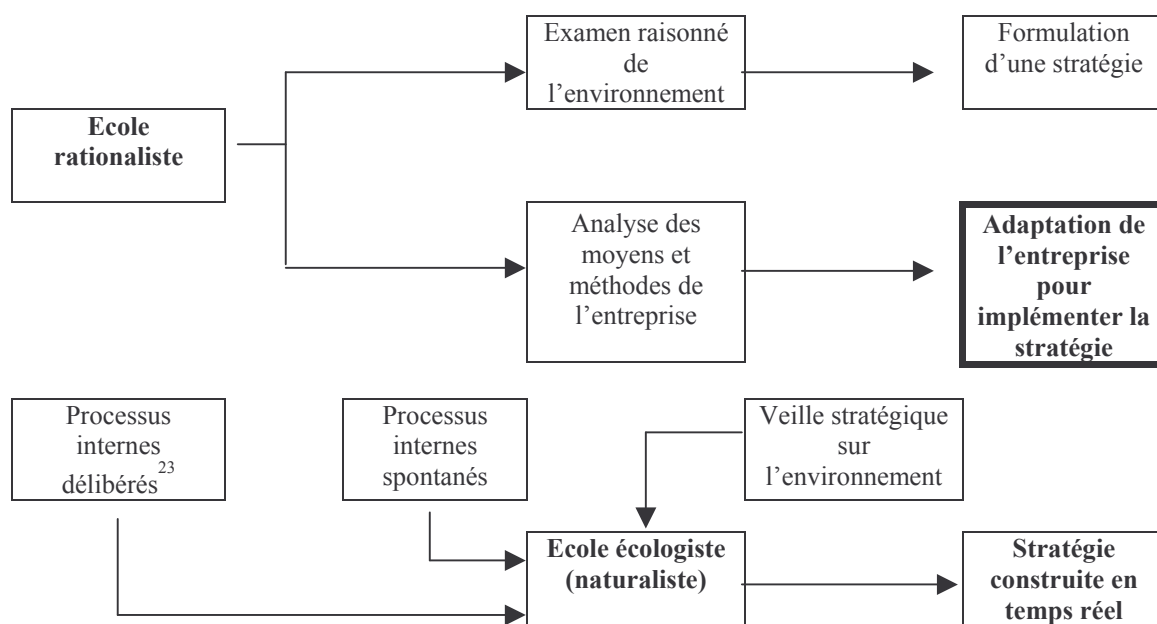 Examen raisonné
de
l’environnement
Formulation
d’une stratégie
Ecole
rationaliste
Analyse des
moyens et
méthodes de
l’entreprise
Adaptation de
l’entreprise
pour
implémenter la
stratégie
Processus
internes
délibérés23
Processus
internes
spontanés
Veille stratégique
sur
l’environnement
Ecole écologiste
(naturaliste)
Stratégie
construite en
temps réel